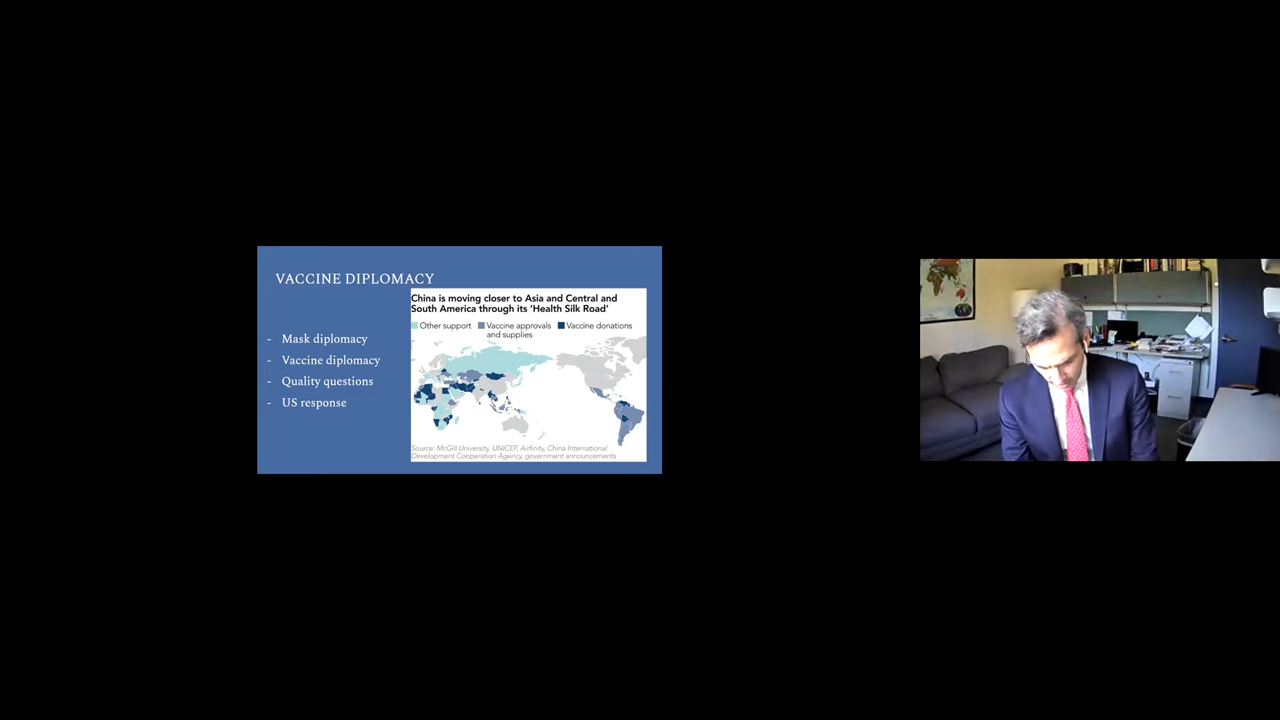 VACCINE DIPLOMACY
- Mask diplomacy
- Vaccine diplomacy
- Quality questions
- US response
China is moving closer to Asia and Central and
South America through its 'Health Silk Road'
Other support
Vaccine approvals
and supplies
Vaccine donations
Source: McGill University, UNICEF, Airfinity, China International
Development Cooperation Agency, government announcements